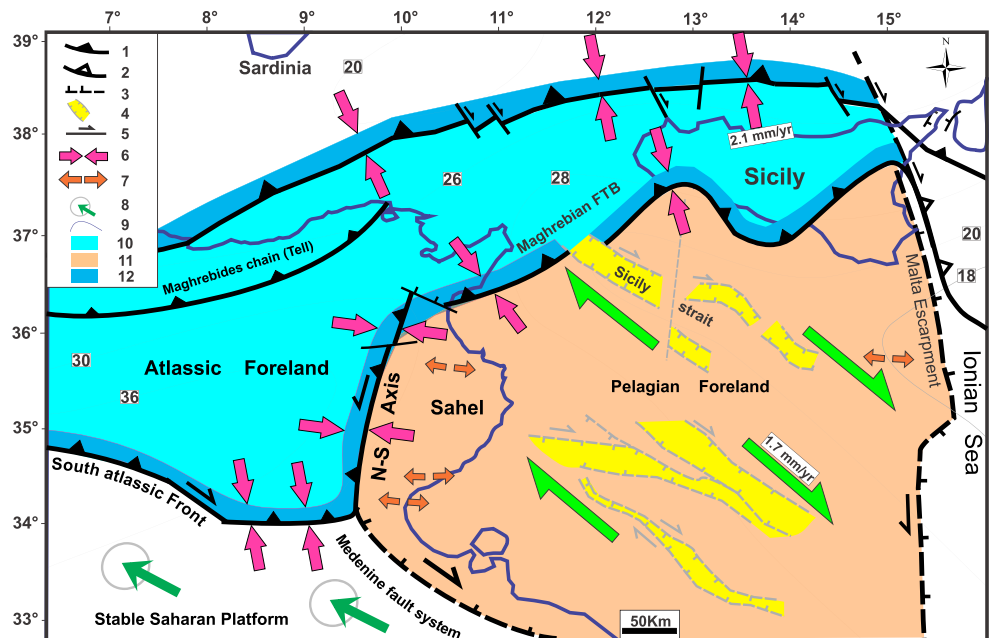 7° 8° 9° 10° 11° 12° 13° 14° 15°
39°
38°
37°
36°
35°
34°
33°
1
2
3
4
5
6
7
8
9
10
11
12
Sardinia
20
N
2.1 mm/yr
26
28
Sicily
Maghrebian FTB
Maghrebides chain (Tell)
20
18
Malta Escarpment
Sicily
strait
30
36
Atlassic Foreland
N-S Axis
Sahel
Pelagian Foreland
Ionian Sea
1.7 mm/yr
South atlassic Front
Medenine fault system
Stable Saharan Platform
50Km